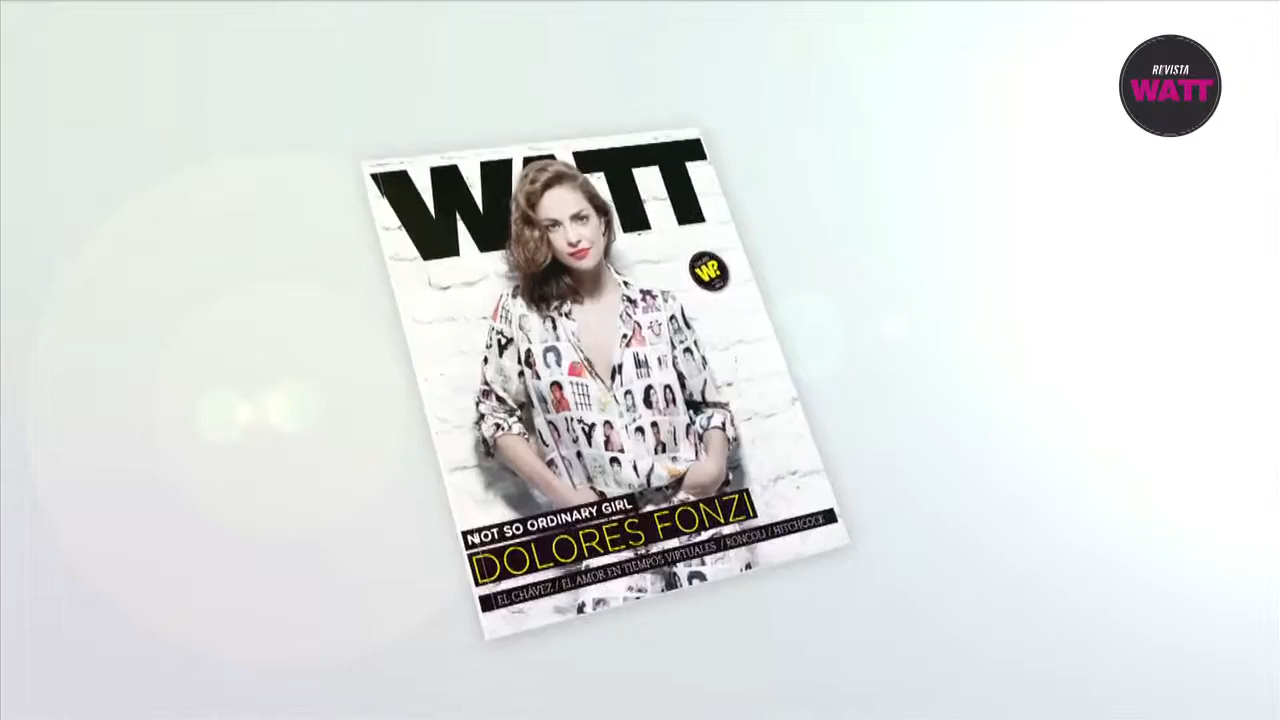 REVISTA
WATT
WATT
W?
NOT SO ORDINARY GIRL
DOLORES FONZI
EL CHÁVEZ / EL AMOR EN TIEMPOS VIRTUALES / RONCOLI / HITCHCOCK